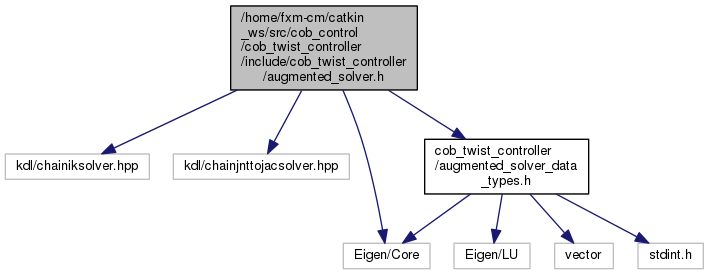 /home/fxm-cm/catkin
_ws/src/cob_control
/cob_twist_controller
/include/cob_twist_controller
/augmented_solver.h
kdl/chainiksolver.hpp
kdl/chainjnttojacsolver.hpp
cob_twist_controller
/augmented_solver_data
_types.h
Eigen/Core
Eigen/LU
vector
stdint.h